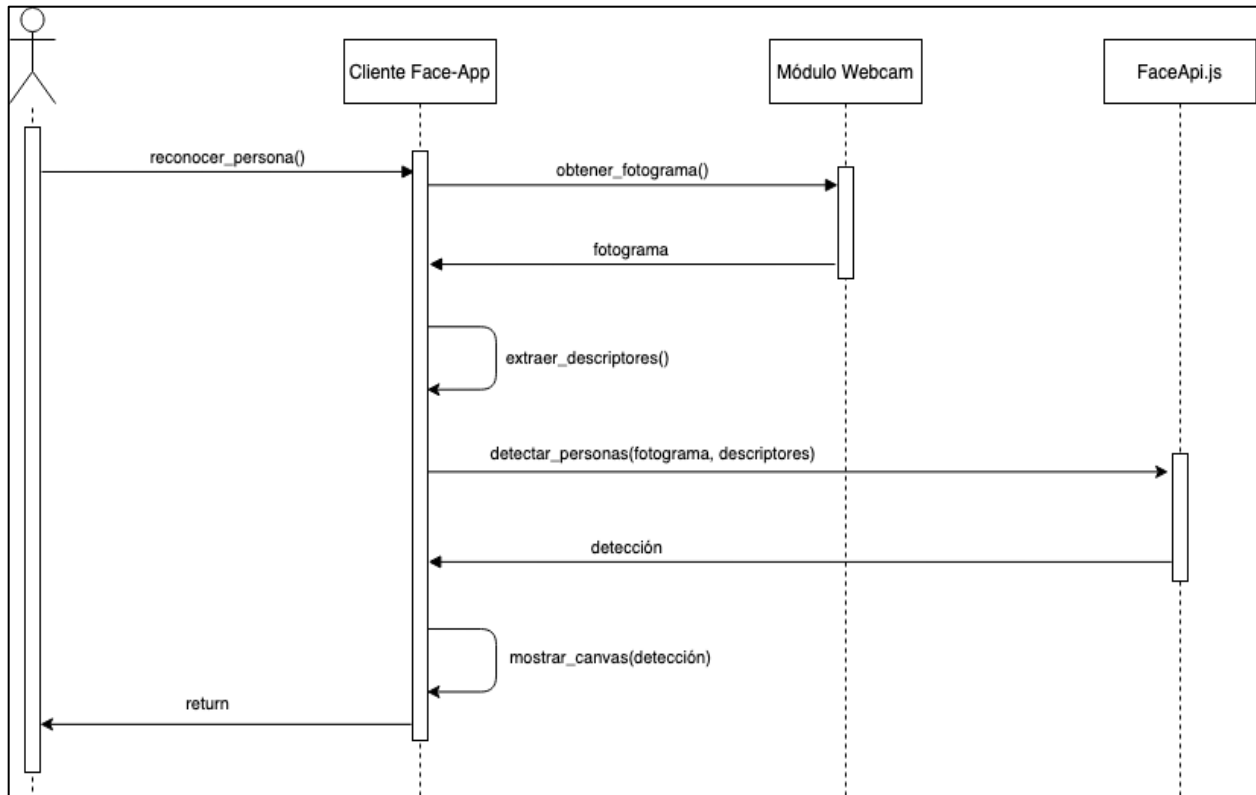 Cliente Face-App
Módulo Webcam
FaceApi.js
reconocer_persona()
obtener_fotograma()
fotograma
extraer_descriptores()
detectar_personas(fotograma, descriptores)
detección
mostrar_canvas(detección)
return